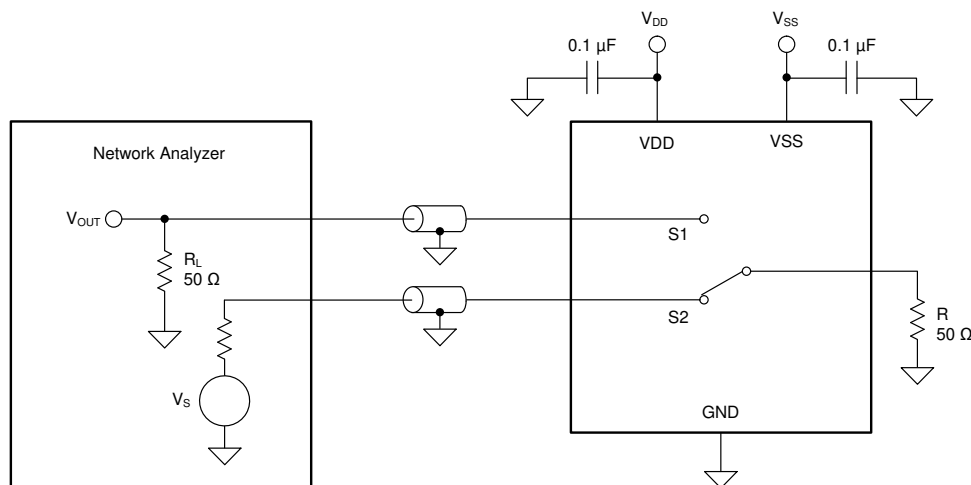 V_DD
V_SS
0.1 µF
0.1 µF
VDD
VSS
Network Analyzer
V_OUT
S1
R_L
50 Ω
S2
R
50 Ω
V_S
GND